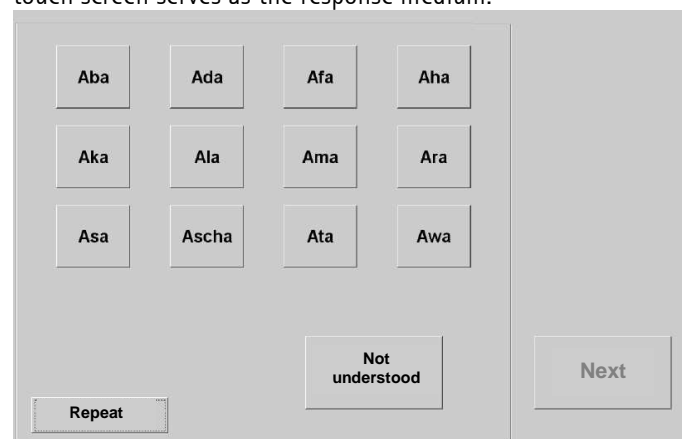 touch screen serves as the response medium.
Aba Ada Afa Aha
Aka Ala Ama Ara
Asa Ascha Ata Awa
Not
understood
Next
Repeat